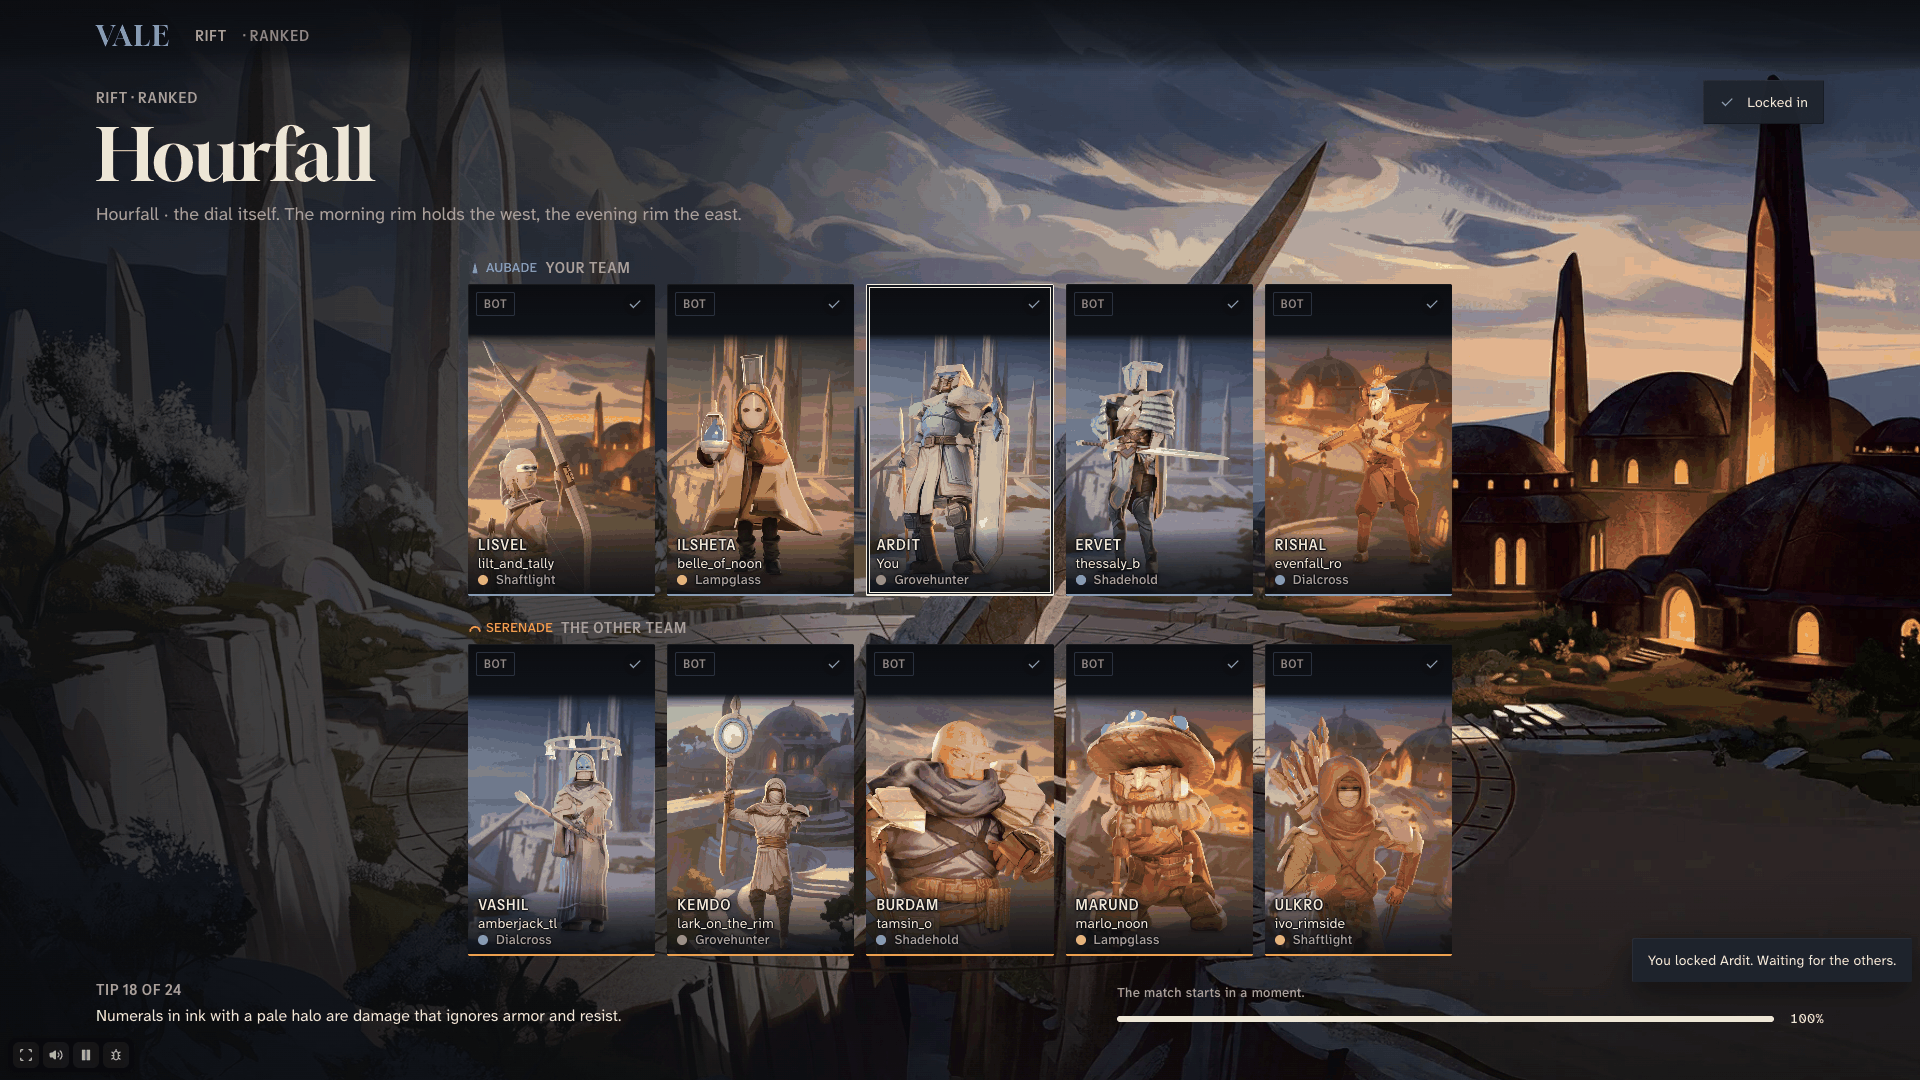 VALE RIFT · RANKED
RIFT · RANKED
Locked in
Hourfall
Hourfall · the dial itself. The morning rim holds the west, the evening rim the east.
AUBADE YOUR TEAM
BOT
LISVEL
lilt_and_tally
Shaftlight
BOT
ILSHETA
belle_of_noon
Lampglass
ARDIT
You
Grovehunter
BOT
ERVET
thessaly_b
Shadehold
BOT
RISHAL
evenfall_ro
Dialcross
SERENADE THE OTHER TEAM
BOT
VASHIL
amberjack_tl
Dialcross
BOT
KEMDO
lark_on_the_rim
Grovehunter
BOT
BURDAM
tamsin_o
Shadehold
BOT
MARUND
marlo_noon
Lampglass
BOT
ULKRO
ivo_rimside
Shaftlight
You locked Ardit. Waiting for the others.
TIP 18 OF 24
Numerals in ink with a pale halo are damage that ignores armor and resist.
The match starts in a moment.
100%